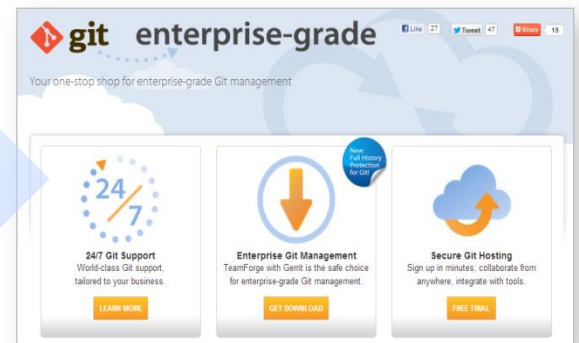 git enterprise-grade
Like 27 Tweet 47 Share 15
Your one-stop shop for enterprise-grade Git management
New:
Full History
Protection
for Git!
24/7
24/7 Git Support
World-class Git support,
tailored to your business.
LEARN MORE
Enterprise Git Management
TeamForge with Gerrit is the safe choice
for enterprise-grade Git management.
GET DOWNLOAD
Secure Git Hosting
Sign up in minutes, collaborate from
anywhere, integrate with tools.
FREE TRIAL